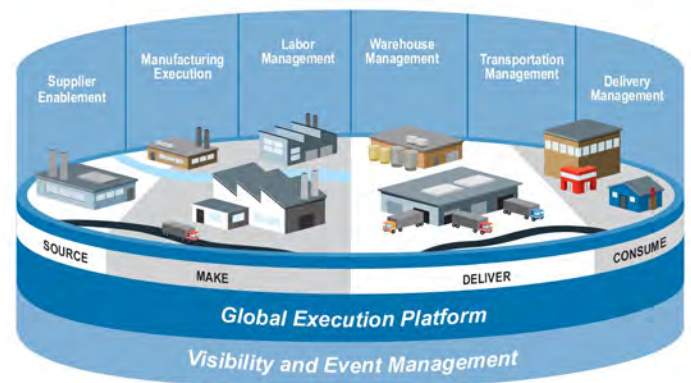 Supplier
Enablement
Manufacturing
Execution
Labor
Management
Warehouse
Management
Transportation
Management
Delivery
Management
SOURCE
MAKE
DELIVER
CONSUME
Global Execution Platform
Visibility and Event Management